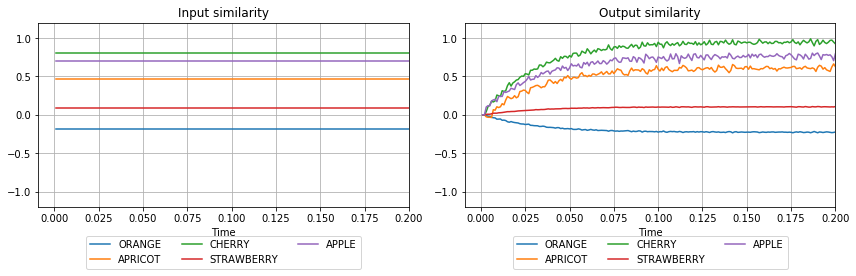 Input similarity
1.0
0.5
0.0
−0.5
−1.0
0.000 0.025 0.050 0.075 0.100 0.125 0.150 0.175 0.200
Time
ORANGE CHERRY APPLE
APRICOT STRAWBERRY
Output similarity
1.0
0.5
0.0
−0.5
−1.0
0.000 0.025 0.050 0.075 0.100 0.125 0.150 0.175 0.200
Time
ORANGE CHERRY APPLE
APRICOT STRAWBERRY